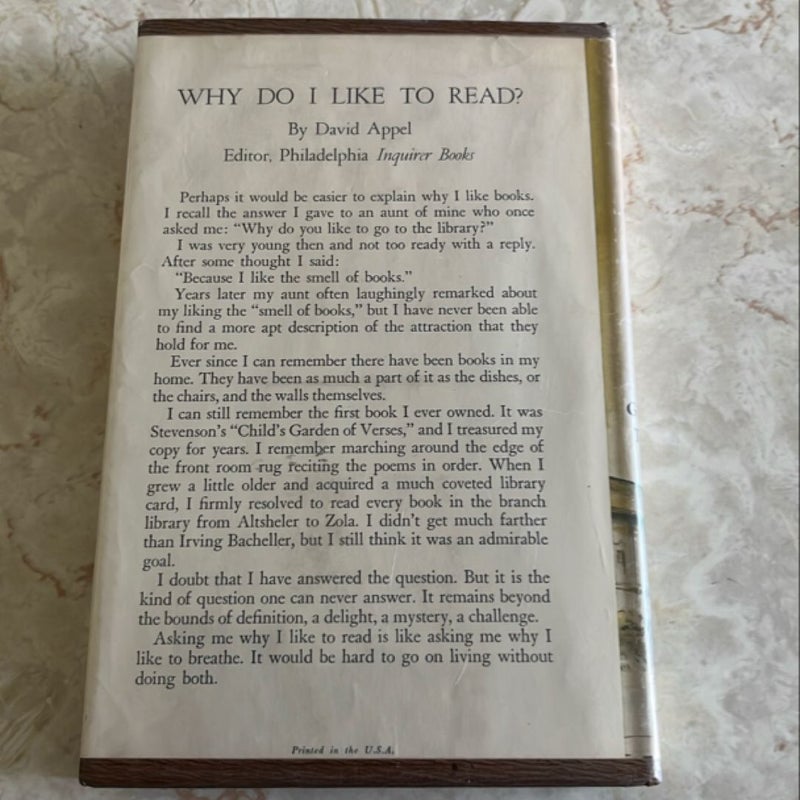 WHY DO I LIKE TO READ?
By David Appel
Editor, Philadelphia Inquirer Books
Perhaps it would be easier to explain why I like books.
I recall the answer I gave to an aunt of mine who once
asked me: “Why do you like to go to the library?”
I was very young then and not too ready with a reply.
After some thought I said:
“Because I like the smell of books.”
Years later my aunt often laughingly remarked about
my liking the “smell of books,” but I have never been able
to find a more apt description of the attraction that they
hold for me.
Ever since I can remember there have been books in my
home. They have been as much a part of it as the dishes, or
the chairs, and the walls themselves.
I can still remember the first book I ever owned. It was
Stevenson’s “Child’s Garden of Verses,” and I treasured my
copy for years. I remember marching around the edge of
the front room rug reciting the poems in order. When I
grew a little older and acquired a much coveted library
card, I firmly resolved to read every book in the branch
library from Altsheler to Zola. I didn’t get much farther
than Irving Bacheller, but I still think it was an admirable
goal.
I doubt that I have answered the question. But it is the
kind of question one can never answer. It remains beyond
the bounds of definition, a delight, a mystery, a challenge.
Asking me why I like to read is like asking me why I
like to breathe. It would be hard to go on living without
doing both.
Printed in the U.S.A.